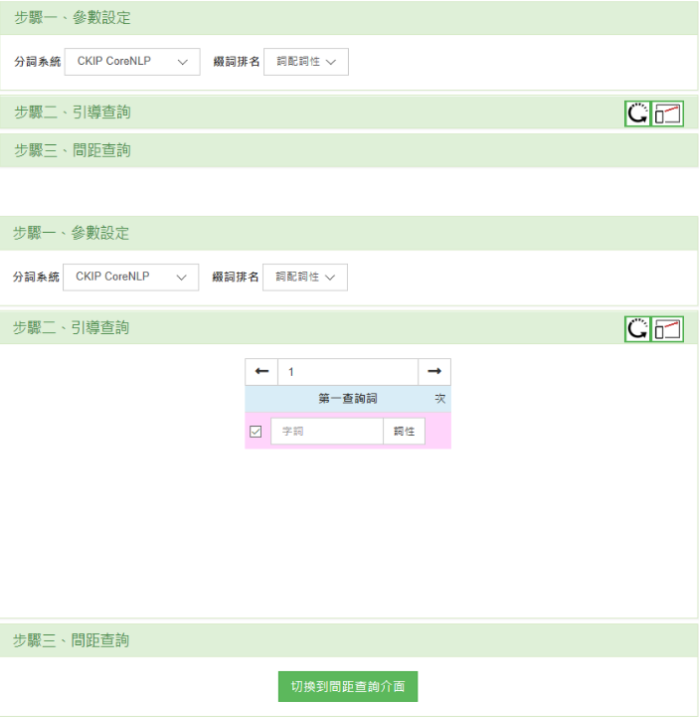 步驟一、參數設定
分詞系統 CKIP CoreNLP 綴詞排名 詞配詞性
步驟二、引導查詢
步驟三、間距查詢
步驟一、參數設定
分詞系統 CKIP CoreNLP 綴詞排名 詞配詞性
步驟二、引導查詢
1
第一查詢詞 次
字詞 詞性
步驟三、間距查詢
切換到間距查詢介面